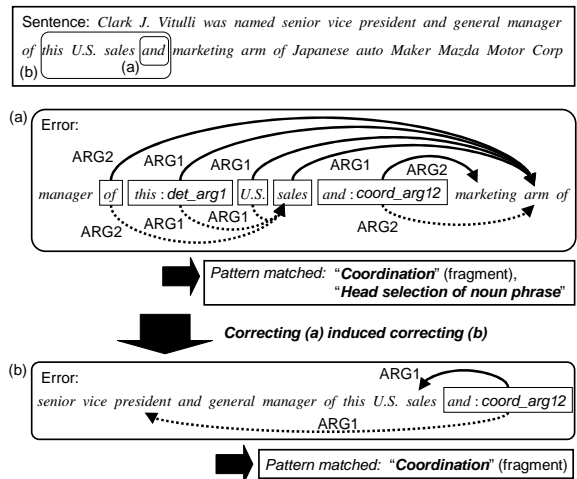 Sentence: Clark J. Vitulli was named senior vice president and general manager
of this U.S. sales and marketing arm of Japanese auto Maker Mazda Motor Corp
(b) (a)
(a) Error:
ARG2 ARG1 ARG1 ARG1 ARG2
manager of this : det_arg1 U.S. sales and : coord_arg12 marketing arm of
ARG2 ARG1 ARG1 ARG2
Pattern matched: "Coordination" (fragment),
"Head selection of noun phrase"
Correcting (a) induced correcting (b)
(b) Error:
ARG1
senior vice president and general manager of this U.S. sales and : coord_arg12
ARG1
Pattern matched: "Coordination" (fragment)